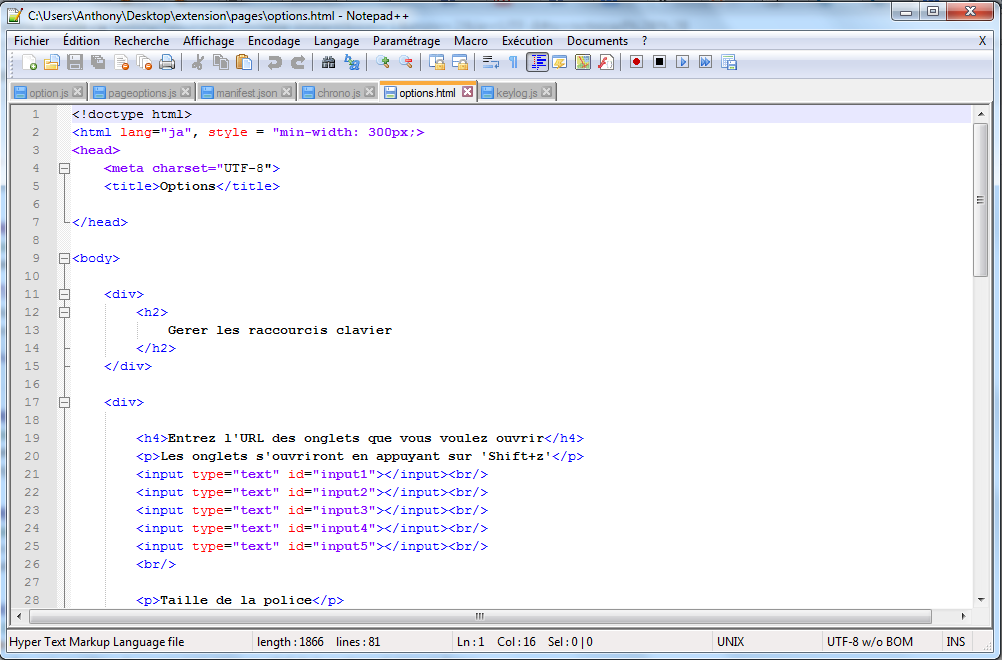 C:\Users\Anthony\Desktop\extension\pages\options.html - Notepad++
Fichier Édition Recherche Affichage Encodage Langage Paramétrage Macro Exécution Documents ? X
option.js pageoptions.js manifest.json chrono.js options.html keylog.js
1 <!doctype html>
2 <html lang="ja", style = "min-width: 300px;>
3 <head>
4 <meta charset="UTF-8">
5 <title>Options</title>
6
7 </head>
8
9 <body>
10
11 <div>
12 <h2>
13 Gerer les raccourcis clavier
14 </h2>
15 </div>
16
17 <div>
18
19 <h4>Entrez l'URL des onglets que vous voulez ouvrir</h4>
20 <p>Les onglets s'ouvriront en appuyant sur 'Shift+z'</p>
21 <input type="text" id="input1"></input><br/>
22 <input type="text" id="input2"></input><br/>
23 <input type="text" id="input3"></input><br/>
24 <input type="text" id="input4"></input><br/>
25 <input type="text" id="input5"></input><br/>
26 <br/>
27
28 <p>Taille de la police</p>
Hyper Text Markup Language file length : 1866 lines : 81 Ln : 1 Col : 16 Sel : 0 | 0 UNIX UTF-8 w/o BOM INS